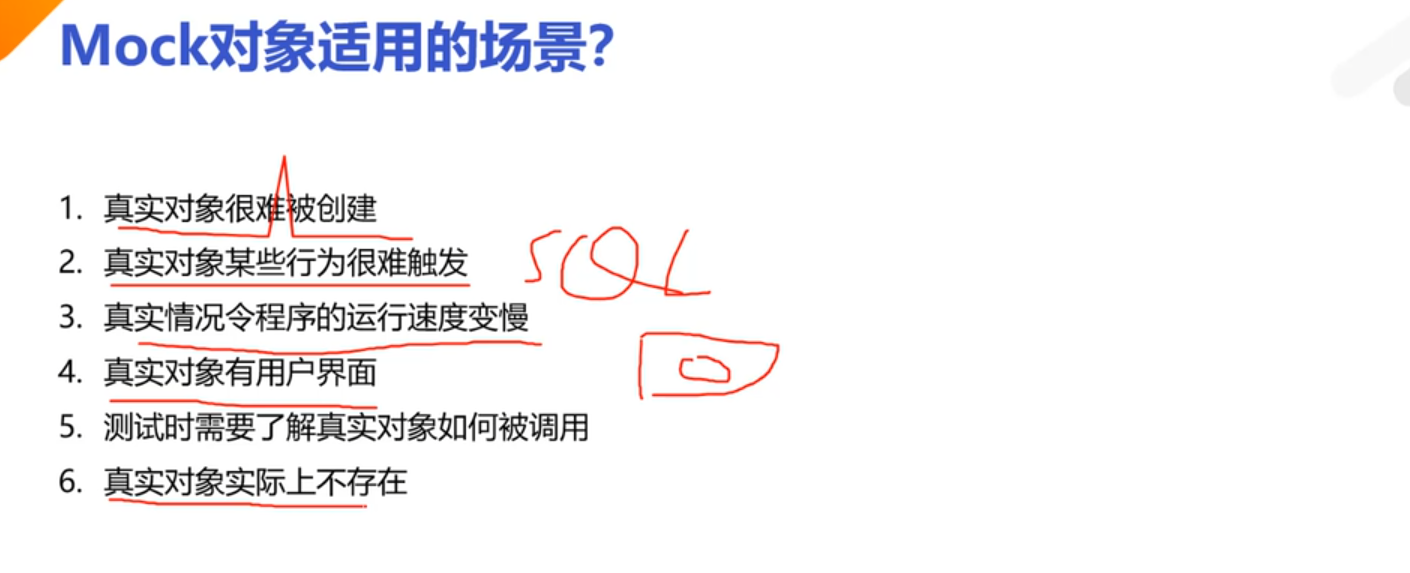 Mock对象适用的场景?
1. 真实对象很难被创建
2. 真实对象某些行为很难触发
SQL
3. 真实情况令程序的运行速度变慢
4. 真实对象有用户界面
5. 测试时需要了解真实对象如何被调用
6. 真实对象实际上不存在